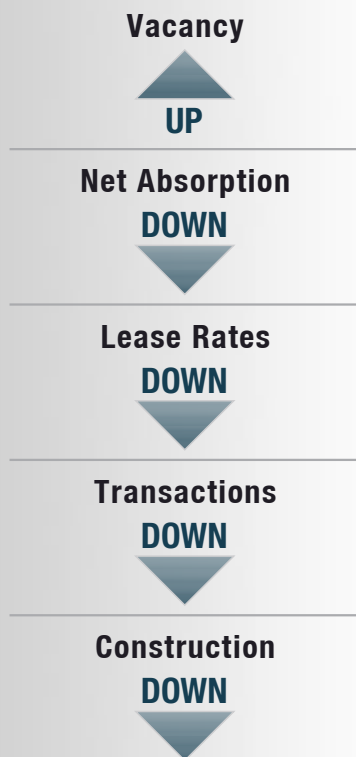 Vacancy
UP
Net Absorption
DOWN
Lease Rates
DOWN
Transactions
DOWN
Construction
DOWN